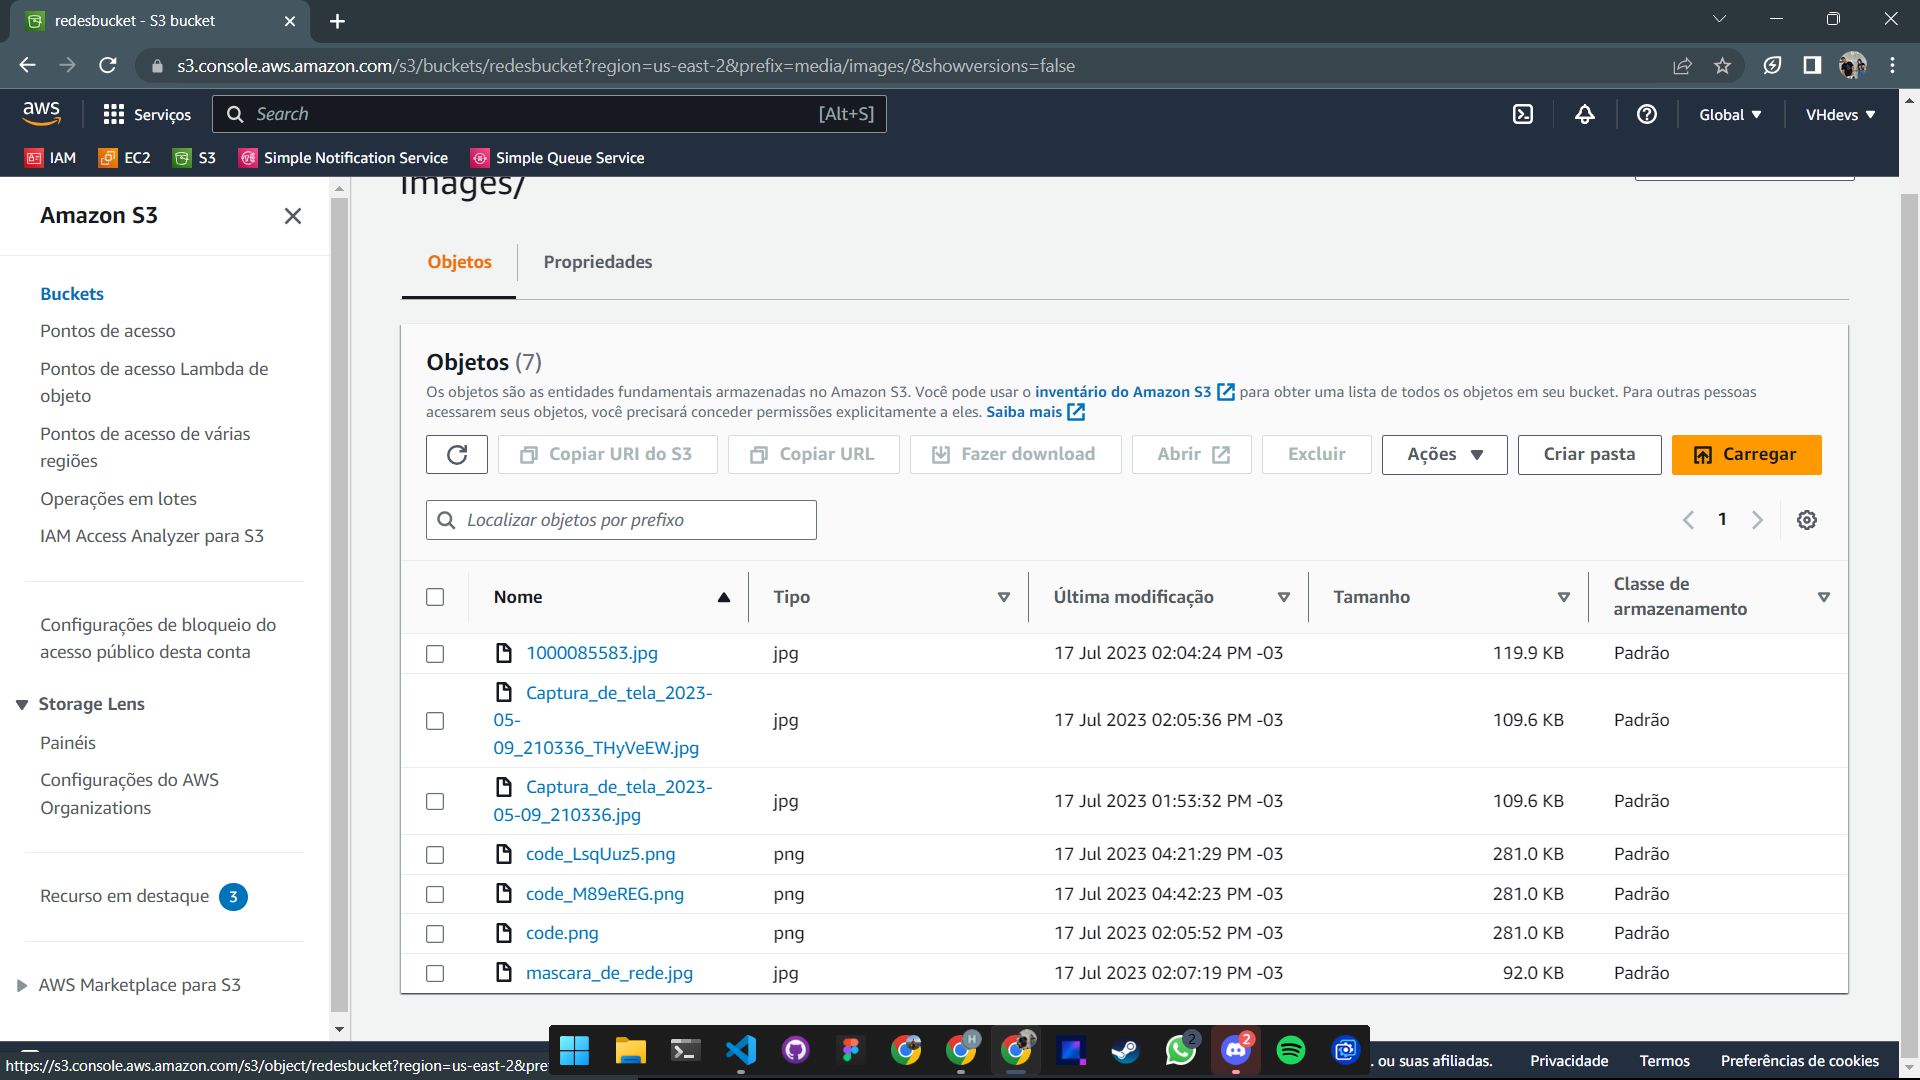 redesbucket - S3 bucket
s3.console.aws.amazon.com/s3/buckets/redesbucket?region=us-east-2&prefix=media/images/&showversions=false
aws
Serviços
Search
[Alt+S]
Global
VHdevs
IAM
EC2
S3
Simple Notification Service
Simple Queue Service
Amazon S3
Buckets
Pontos de acesso
Pontos de acesso Lambda de
objeto
Pontos de acesso de várias
regiões
Operações em lotes
IAM Access Analyzer para S3
Configurações de bloqueio do
acesso público desta conta
Storage Lens
Painéis
Configurações do AWS
Organizations
Recurso em destaque 3
AWS Marketplace para S3
images/
Objetos
Propriedades
Objetos (7)
Os objetos são as entidades fundamentais armazenadas no Amazon S3. Você pode usar o inventário do Amazon S3 para obter uma lista de todos os objetos em seu bucket. Para outras pessoas
acessarem seus objetos, você precisará conceder permissões explicitamente a eles. Saiba mais
Copiar URI do S3
Copiar URL
Fazer download
Abrir
Excluir
Ações
Criar pasta
Carregar
Localizar objetos por prefixo
1
Nome
Tipo
Última modificação
Tamanho
Classe de
armazenamento
1000085583.jpg
jpg
17 Jul 2023 02:04:24 PM -03
119.9 KB
Padrão
Captura_de_tela_2023-
05-
09_210336_THyVeEW.jpg
jpg
17 Jul 2023 02:05:36 PM -03
109.6 KB
Padrão
Captura_de_tela_2023-
05-09_210336.jpg
jpg
17 Jul 2023 01:53:32 PM -03
109.6 KB
Padrão
code_LsqUuz5.png
png
17 Jul 2023 04:21:29 PM -03
281.0 KB
Padrão
code_M89eREG.png
png
17 Jul 2023 04:42:23 PM -03
281.0 KB
Padrão
code.png
png
17 Jul 2023 02:05:52 PM -03
281.0 KB
Padrão
mascara_de_rede.jpg
jpg
17 Jul 2023 02:07:19 PM -03
92.0 KB
Padrão
https://s3.console.aws.amazon.com/s3/object/redesbucket?region=us-east-2&pre
H
2
2
. ou suas afiliadas.
Privacidade
Termos
Preferências de cookies